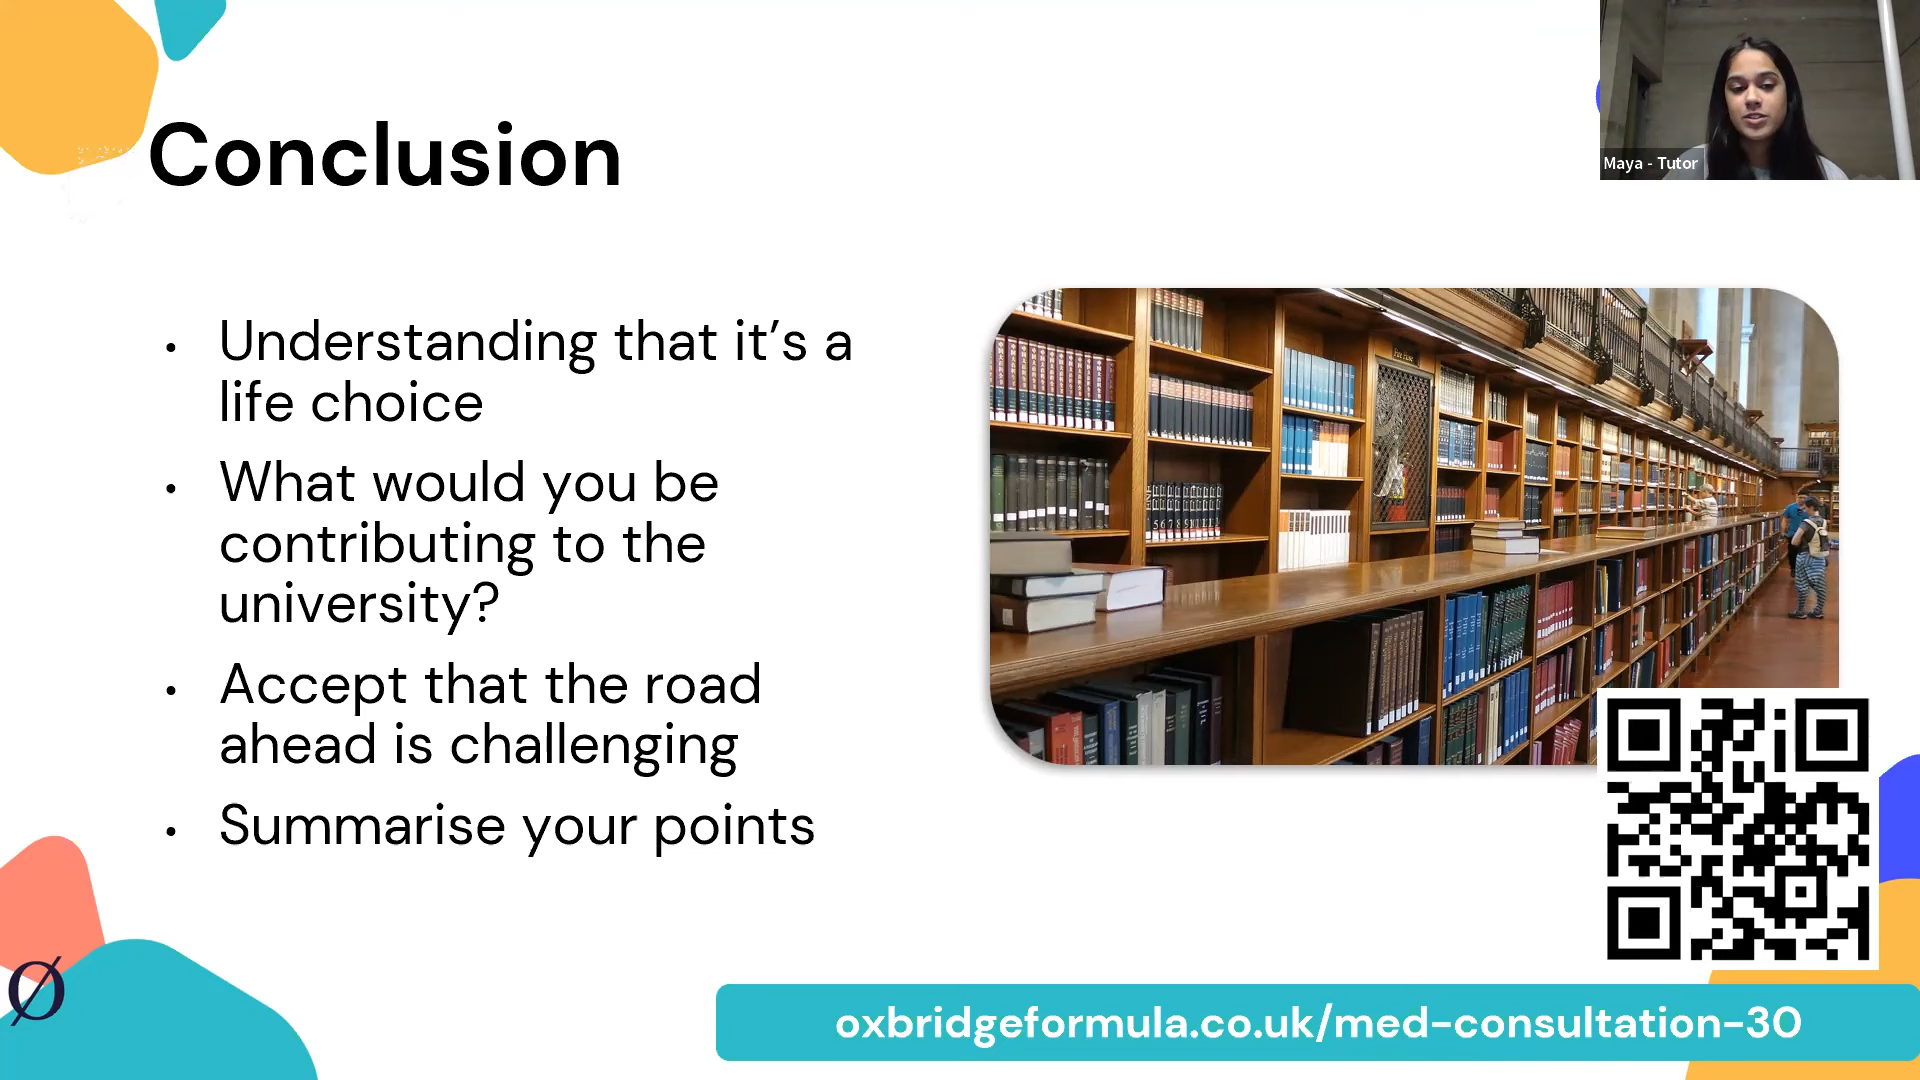 Conclusion
Maya - Tutor
Understanding that it’s a
life choice
What would you be
contributing to the
university?
Accept that the road
ahead is challenging
Summarise your points
oxbridgeformula.co.uk/med-consultation-30